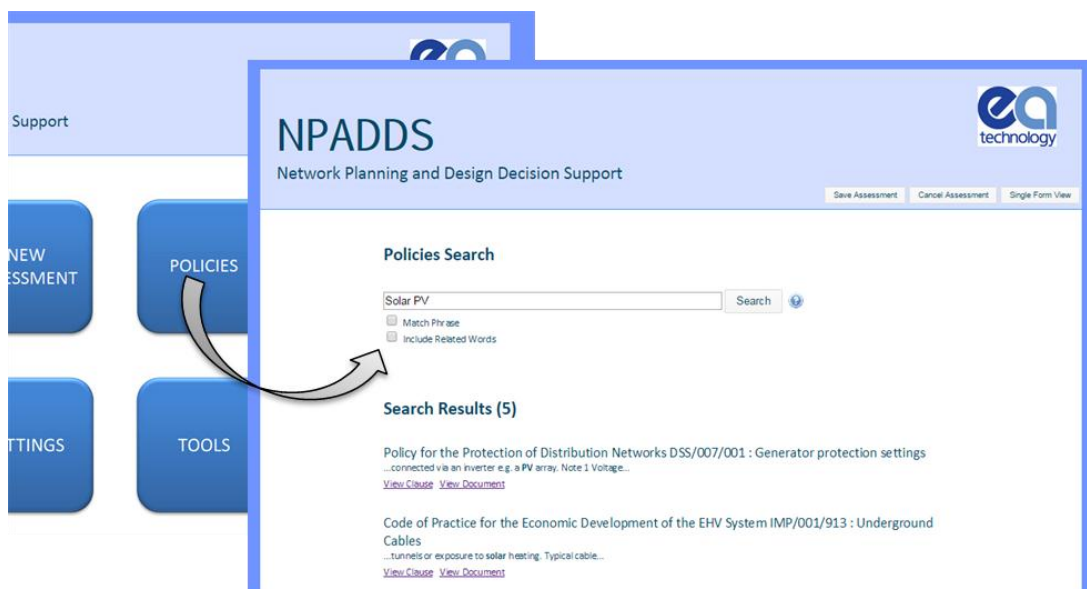 Support
NEW
ESSMENT
POLICIES
TTINGS
TOOLS
ea
technology
NPADDS
Network Planning and Design Decision Support
Save Assessment
Cancel Assessment
Single Form View
Policies Search
Solar PV
Search
Match Phrase
Include Related Words
Search Results (5)
Policy for the Protection of Distribution Networks DSS/007/001 : Generator protection settings
...connected via an inverter e.g. a PV array. Note 1 Voltage...
View Clause View Document
Code of Practice for the Economic Development of the EHV System IMP/001/913 : Underground
Cables
...tunnels or exposure to solar heating. Typical cable...
View Clause View Document